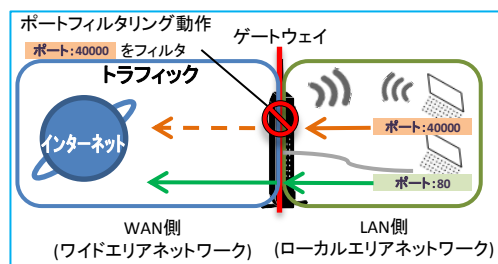 ポートフィルタリング動作
ポート:40000 をフィルタ
ゲートウェイ
トラフィック
インターネット
ポート:40000
ポート:80
WAN側
(ワイドエリアネットワーク)
LAN側
(ローカルエリアネットワーク)